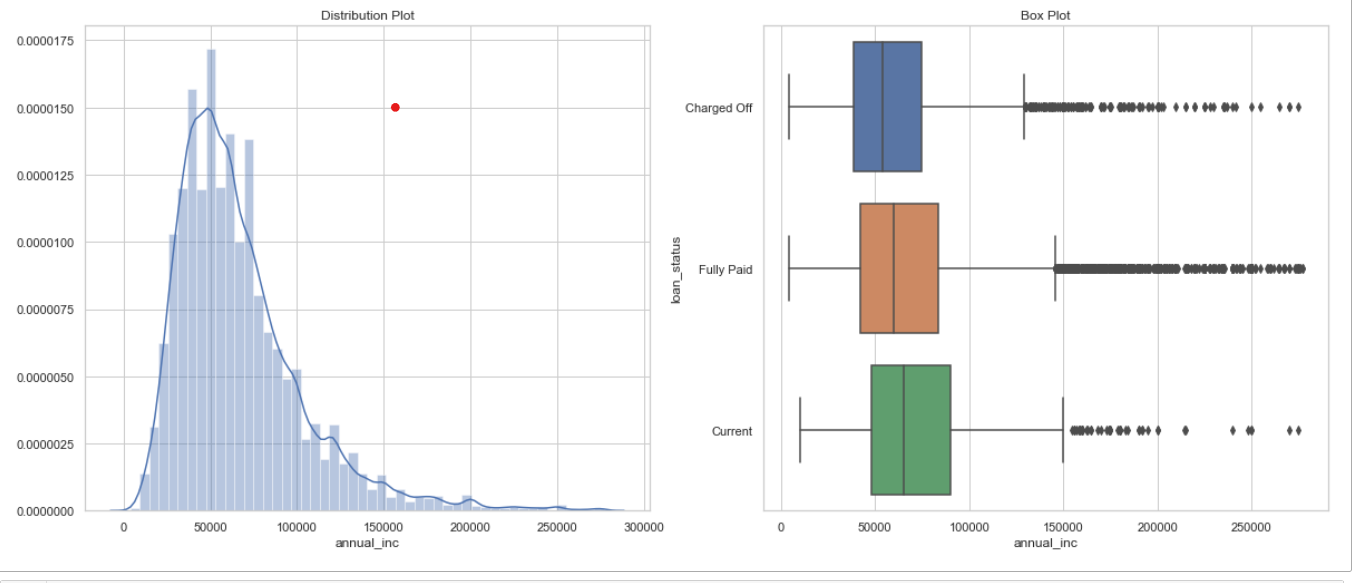 Distribution Plot
0.0000175
0.0000150
0.0000125
0.0000100
0.0000075
0.0000050
0.0000025
0.0000000
0 50000 100000 150000 200000 250000 300000
annual_inc
Box Plot
loan_status
Charged Off
Fully Paid
Current
0 50000 100000 150000 200000 250000
annual_inc